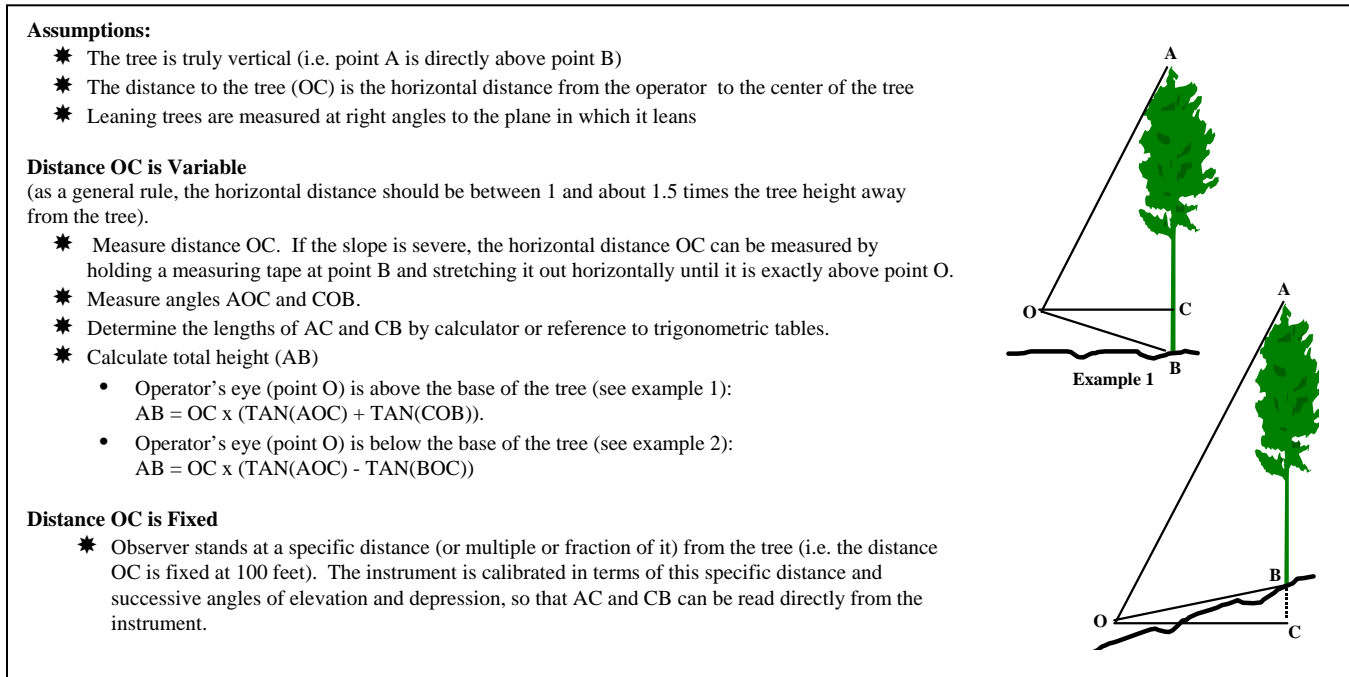 Assumptions:
✷ The tree is truly vertical (i.e. point A is directly above point B)
✷ The distance to the tree (OC) is the horizontal distance from the operator to the center of the tree
✷ Leaning trees are measured at right angles to the plane in which it leans
Distance OC is Variable
(as a general rule, the horizontal distance should be between 1 and about 1.5 times the tree height away
from the tree).
✷ Measure distance OC. If the slope is severe, the horizontal distance OC can be measured by
holding a measuring tape at point B and stretching it out horizontally until it is exactly above point O.
✷ Measure angles AOC and COB.
✷ Determine the lengths of AC and CB by calculator or reference to trigonometric tables.
✷ Calculate total height (AB)
• Operator’s eye (point O) is above the base of the tree (see example 1):
AB = OC x (TAN(AOC) + TAN(COB)).
• Operator’s eye (point O) is below the base of the tree (see example 2):
AB = OC x (TAN(AOC) - TAN(BOC))
Distance OC is Fixed
✷ Observer stands at a specific distance (or multiple or fraction of it) from the tree (i.e. the distance
OC is fixed at 100 feet). The instrument is calibrated in terms of this specific distance and
successive angles of elevation and depression, so that AC and CB can be read directly from the
instrument.
A
O
C
B
Example 1
A
B
O
C